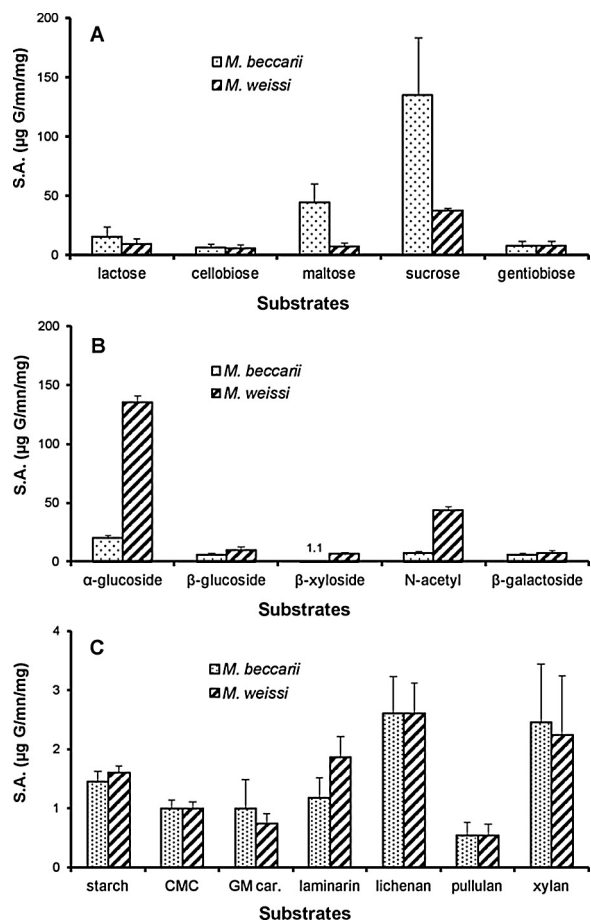 A
M. beccarii
M. weissi
S.A. (µg G/mn/mg)
200
150
100
50
0
lactose cellobiose maltose sucrose gentiobiose
Substrates
B
M. beccarii
M. weissi
S.A. (µg G/mn/mg)
200
150
100
50
0
1.1
α-glucoside β-glucoside β-xyloside N-acetyl β-galactoside
Substrates
C
M. beccarii
M. weissi
S.A. (µg G/mn/mg)
4
3
2
1
0
starch CMC GM car. laminarin lichenan pullulan xylan
Substrates